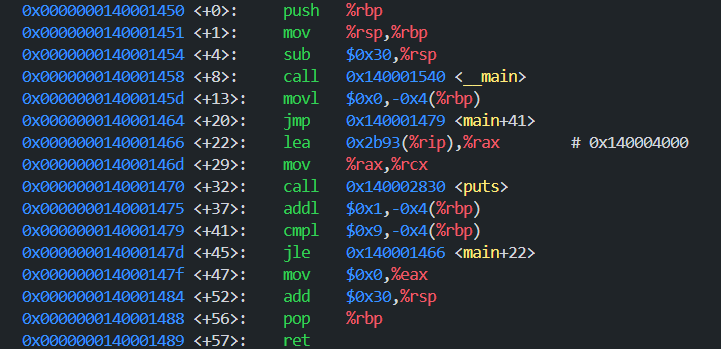 0x0000000140001450 <+0>: push %rbp
0x0000000140001451 <+1>: mov %rsp,%rbp
0x0000000140001454 <+4>: sub $0x30,%rsp
0x0000000140001458 <+8>: call 0x140001540 <__main>
0x000000014000145d <+13>: movl $0x0,-0x4(%rbp)
0x0000000140001464 <+20>: jmp 0x140001479 <main+41>
0x0000000140001466 <+22>: lea 0x2b93(%rip),%rax # 0x140004000
0x000000014000146d <+29>: mov %rax,%rcx
0x0000000140001470 <+32>: call 0x140002830 <puts>
0x0000000140001475 <+37>: addl $0x1,-0x4(%rbp)
0x0000000140001479 <+41>: cmpl $0x9,-0x4(%rbp)
0x000000014000147d <+45>: jle 0x140001466 <main+22>
0x000000014000147f <+47>: mov $0x0,%eax
0x0000000140001484 <+52>: add $0x30,%rsp
0x0000000140001488 <+56>: pop %rbp
0x0000000140001489 <+57>: ret